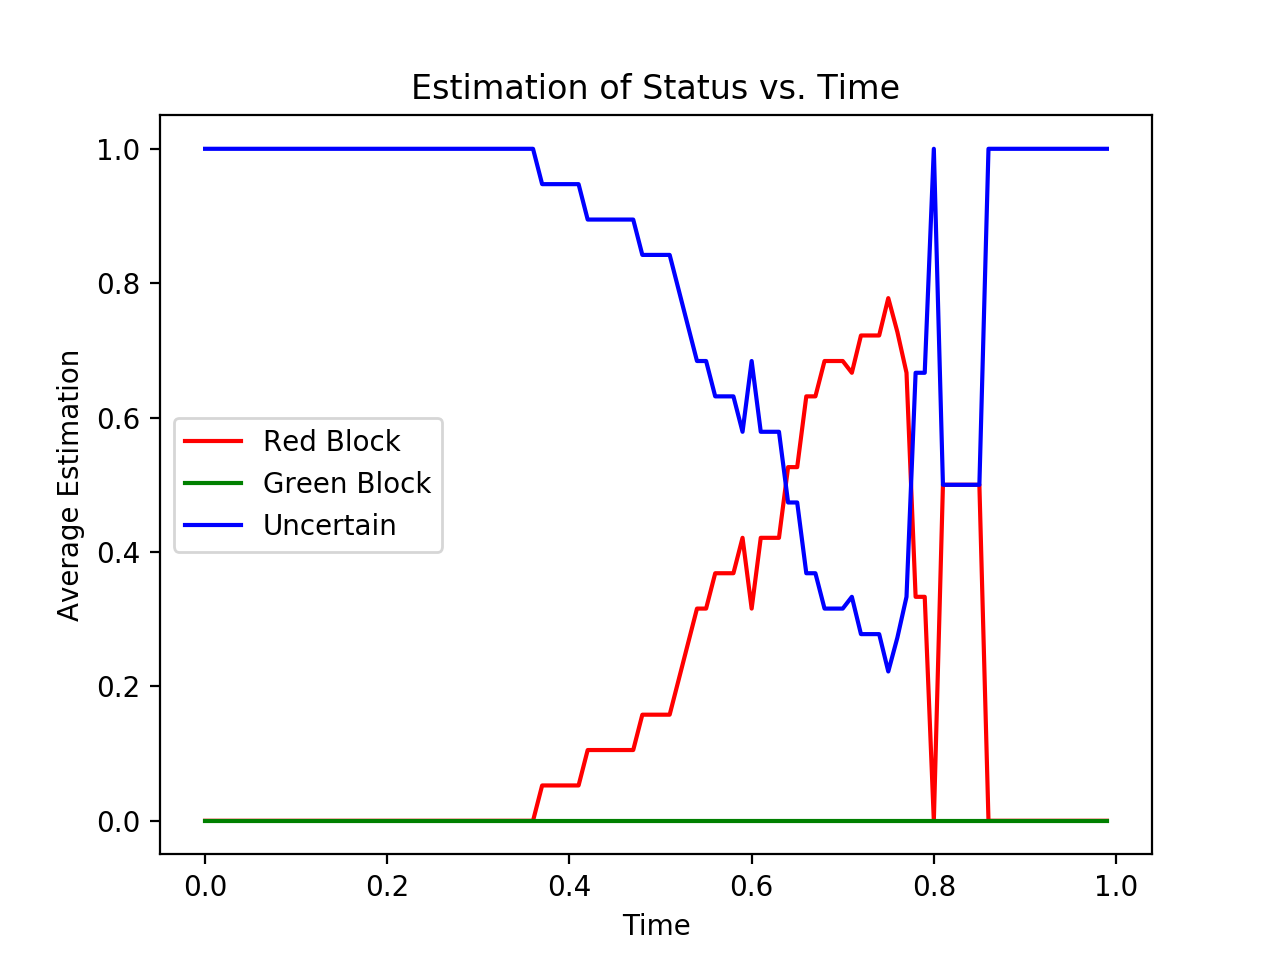 Estimation of Status vs. Time
1.0
0.8
0.6
0.4
0.2
0.0
Average Estimation
Red Block
Green Block
Uncertain
0.0 0.2 0.4 0.6 0.8 1.0
Time